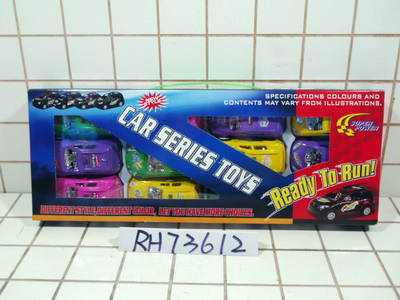 SPECIFICATIONS COLOURS AND
CONTENTS MAY VARY FROM ILLUSTRATIONS.
SUPER
POWER
CAR SERIES TOYS
Ready To Run!
DIFFERENT STYLE, DIFFERENT COLOR, LET YOU HAVE MORE CHOICES.
RH73612